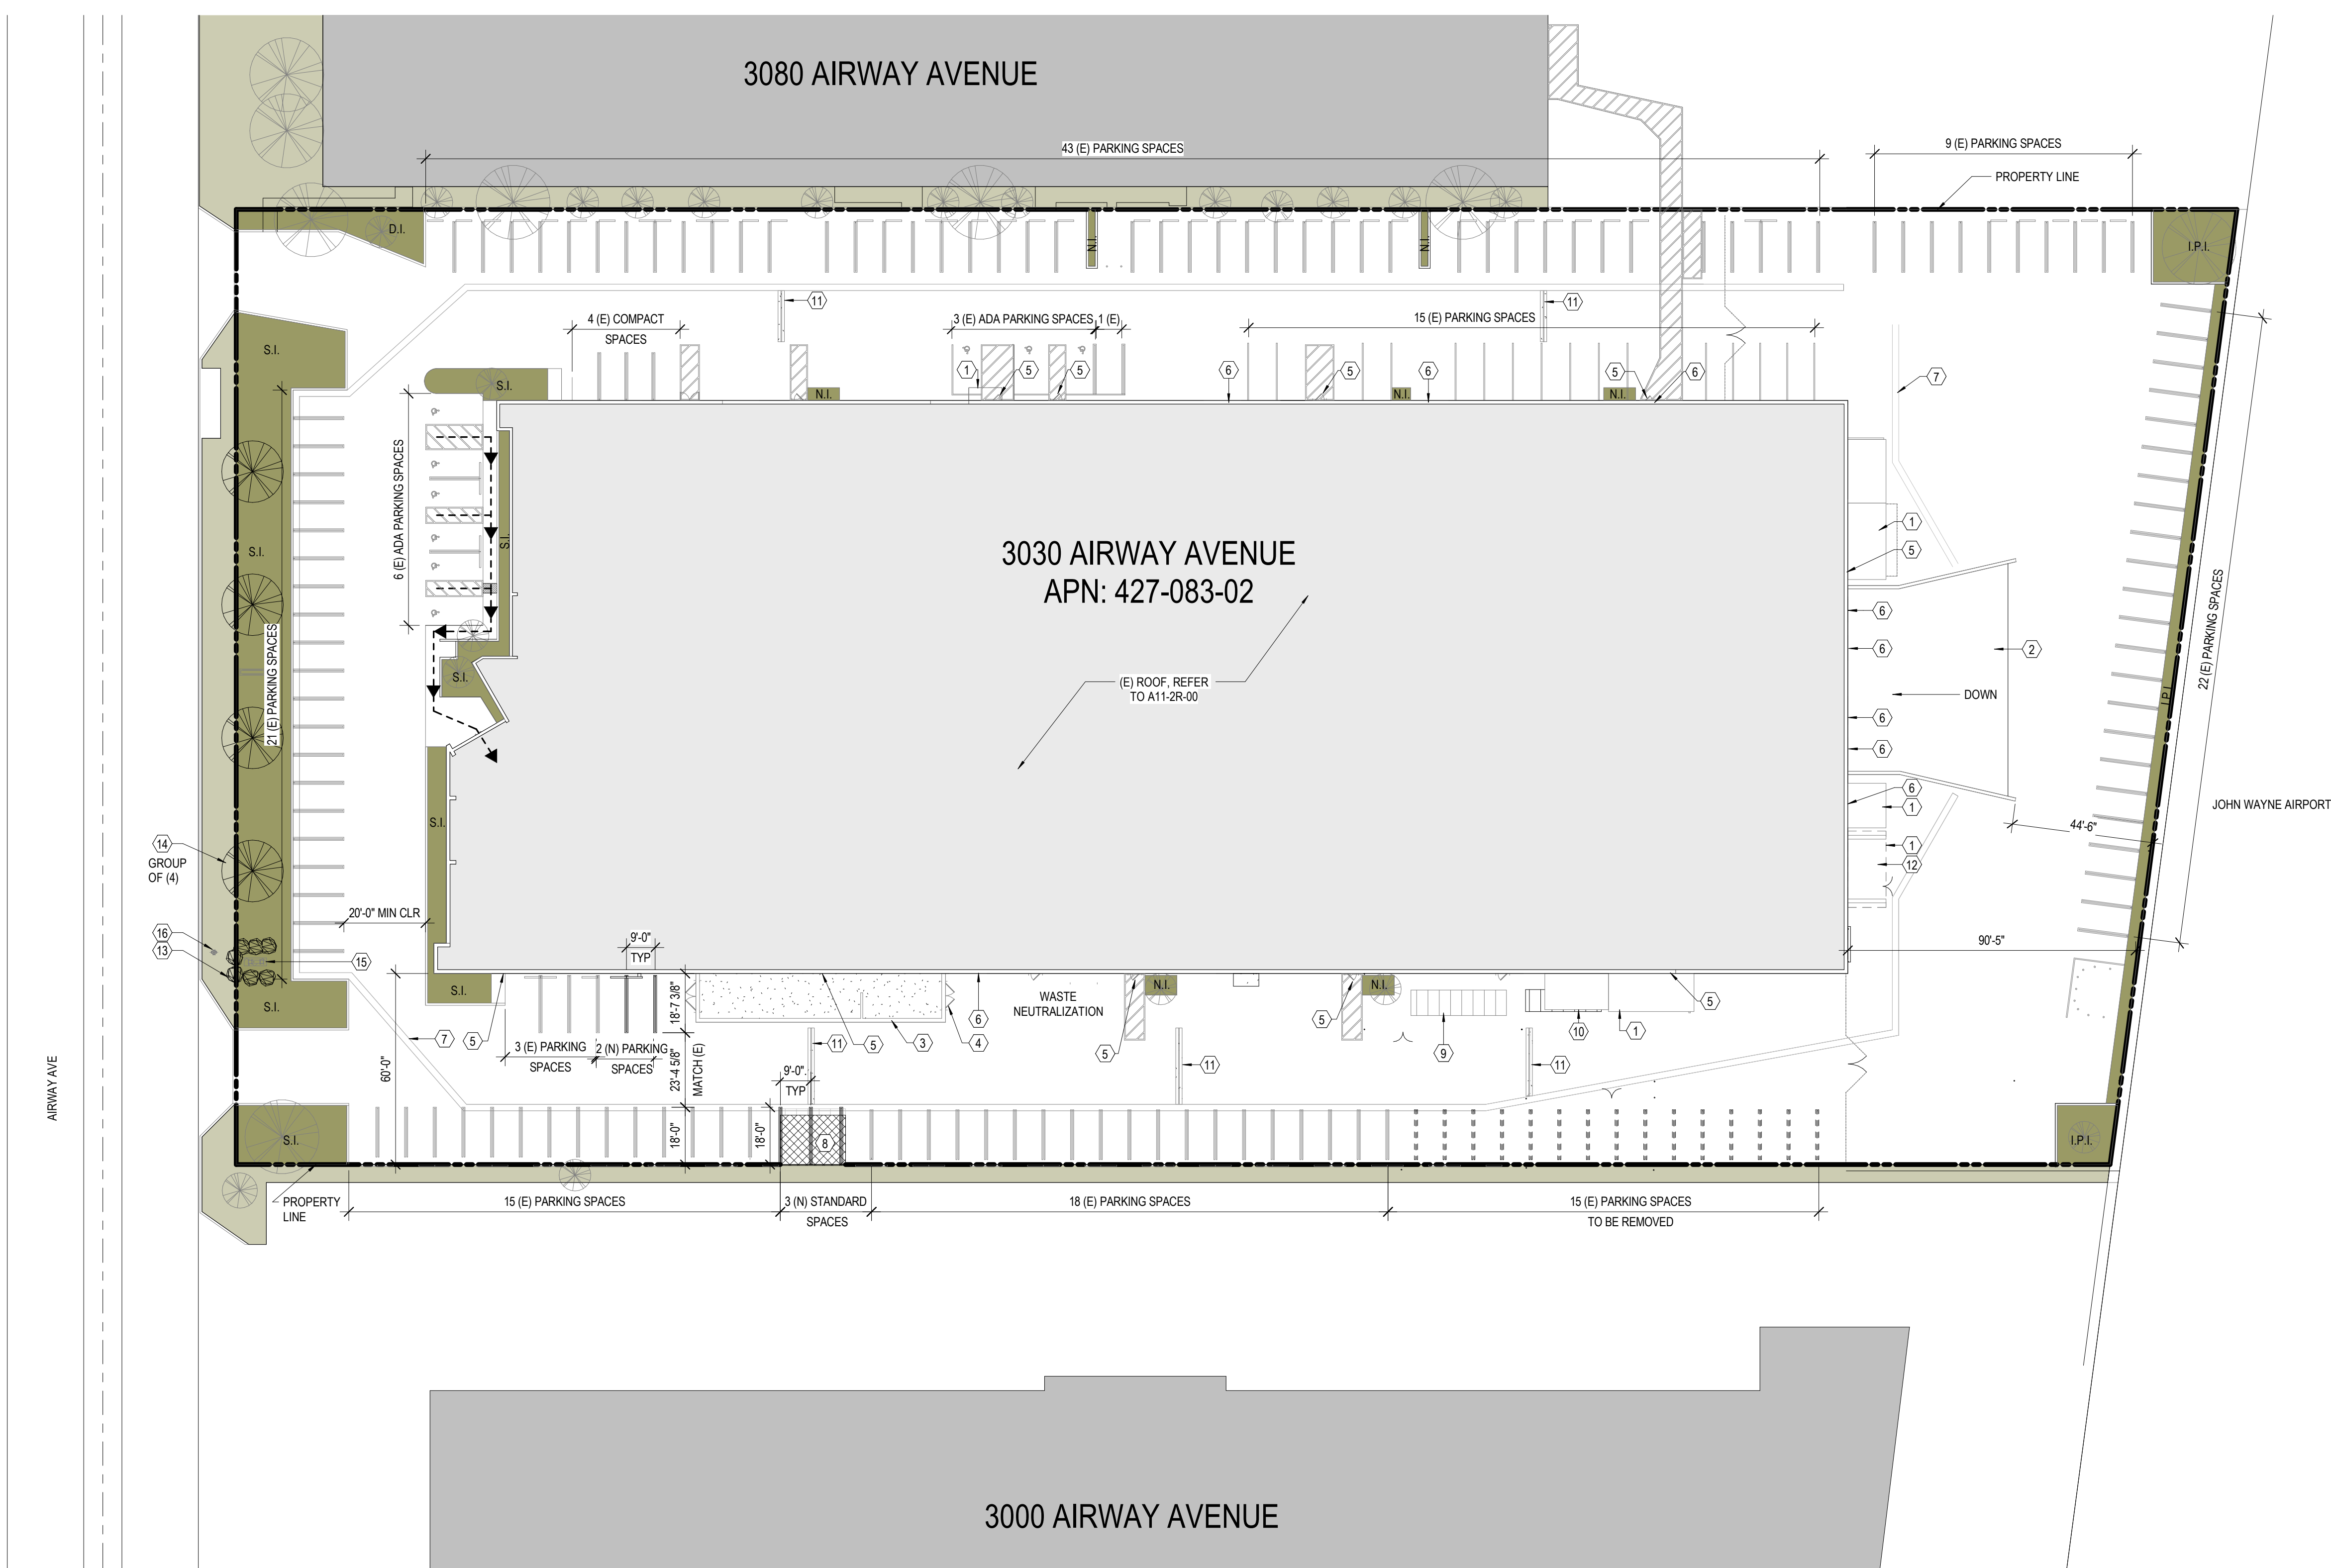 3080 AIRWAY AVENUE
43 (E) PARKING SPACES
9 (E) PARKING SPACES
PROPERTY LINE
D.I.
N.I.
N.I.
I.P.I.
11
11
4 (E) COMPACT
SPACES
3 (E) ADA PARKING SPACES
1 (E)
15 (E) PARKING SPACES
S.I.
S.I.
1
5
5
6
5
6
5
6
7
N.I.
N.I.
N.I.
6 (E) ADA PARKING SPACES
S.I.
S.I.
3030 AIRWAY AVENUE
APN: 427-083-02
1
5
6
6
2
22 (E) PARKING SPACES
21 (E) PARKING SPACES
S.I.
(E) ROOF, REFER
TO A11-2R-00
DOWN
I.P.I.
6
6
6
1
JOHN WAYNE AIRPORT
44'-6"
S.I.
14
GROUP
OF (4)
1
12
20'-0" MIN CLR
16
13
15
9'-0"
TYP
90'-5"
S.I.
S.I.
18'-7 3/8"
WASTE
NEUTRALIZATION
N.I.
N.I.
5
7
5
3 (E) PARKING
SPACES
2 (N) PARKING
SPACES
23'-4 5/8"
MATCH (E)
11
5
3
4
6
5
11
5
9
10
1
11
60'-0"
9'-0"
TYP
18'-0"
18'-0"
8
S.I.
I.P.I.
AIRWAY AVE
PROPERTY
LINE
15 (E) PARKING SPACES
3 (N) STANDARD
SPACES
18 (E) PARKING SPACES
15 (E) PARKING SPACES
TO BE REMOVED
3000 AIRWAY AVENUE